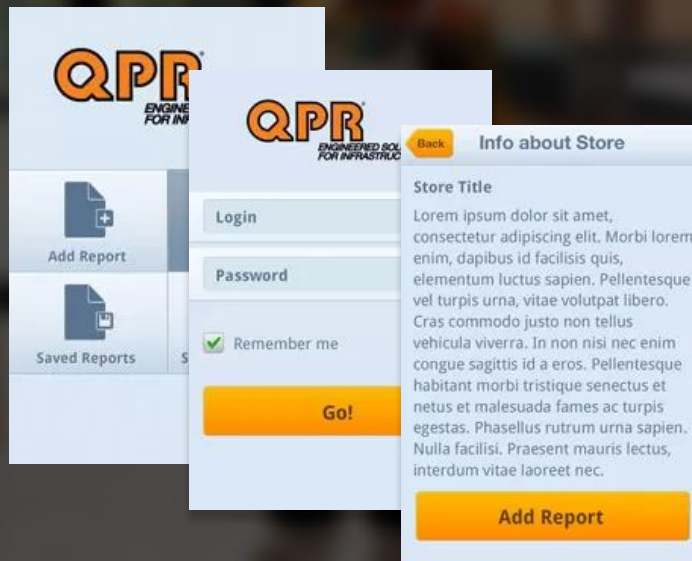 QPR
Add Report
Saved Reports
QPR
Login
Password
Remember me
Go!
Back
Info about Store
Store Title
Lorem ipsum dolor sit amet,
consectetur adipiscing elit. Morbi lorem
enim, dapibus id facilisis quis,
elementum luctus sapien. Pellentesque
vel turpis urna, vitae volutpat libero.
Cras commodo justo non tellus
vehicula viverra. In non nisi nec enim
congue sagittis id a eros. Pellentesque
habitant morbi tristique senectus et
netus et malesuada fames ac turpis
egestas. Phasellus rutrum urna sapien.
Nulla facilisi. Praesent mauris lectus,
interdum vitae laoreet nec.
Add Report